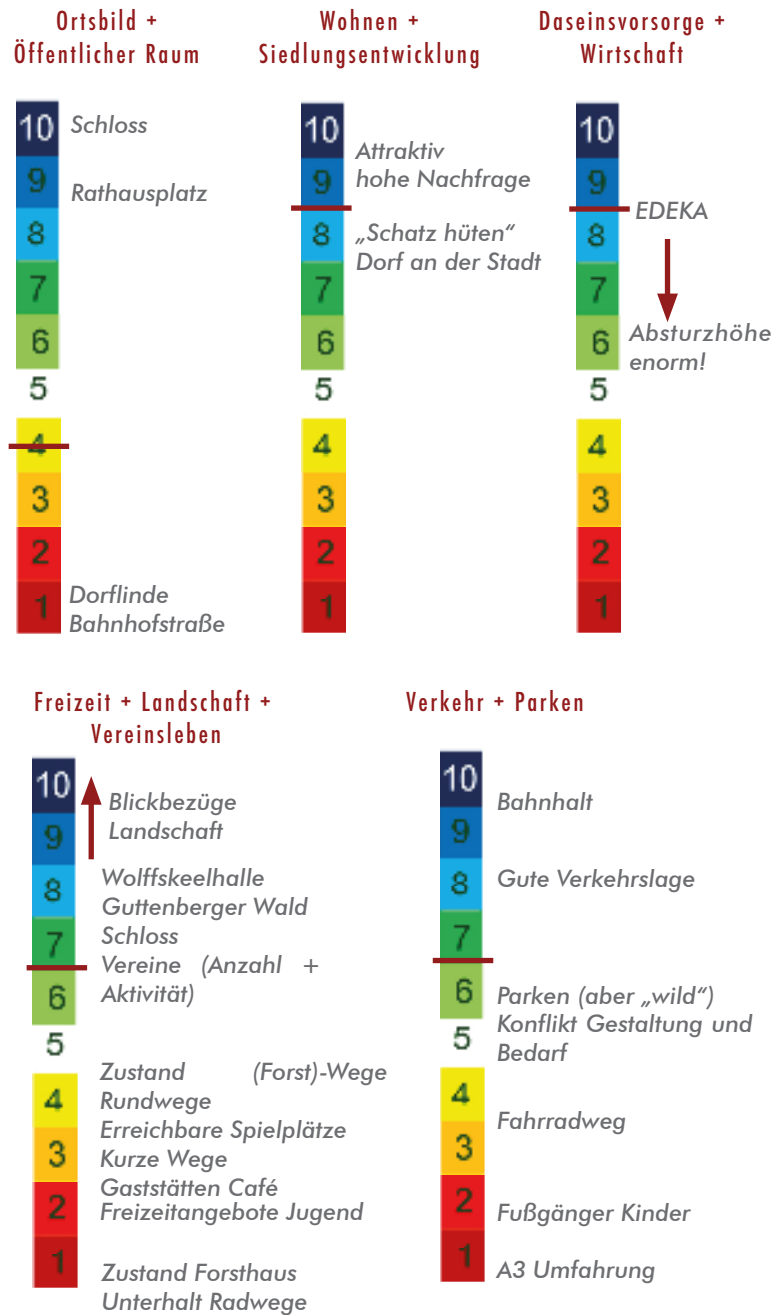 Ortsbild +
Öffentlicher Raum
10
Schloss
9
Rathausplatz
8
7
6
5
4
3
2
1
Dorflinde
Bahnhofstraße
Wohnen +
Siedlungsentwicklung
10
Attraktiv
hohe Nachfrage
9
8
„Schatz hüten“
Dorf an der Stadt
7
6
5
4
3
2
1
Daseinsvorsorge +
Wirtschaft
10
9
EDEKA
8
7
6
Absturzhöhe
enorm!
5
4
3
2
1
Freizeit + Landschaft +
Vereinsleben
10
Blickbezüge
Landschaft
9
8
Wolffskeelhalle
Guttenberger Wald
Schloss
7
Vereine (Anzahl +
Aktivität)
6
5
Zustand (Forst)-Wege
Rundwege
4
Erreichbare Spielplätze
Kurze Wege
3
Gaststätten Café
Freizeitangebote Jugend
2
1
Zustand Forsthaus
Unterhalt Radwege
Verkehr + Parken
10
Bahnhalt
9
8
Gute Verkehrslage
7
6
Parken (aber „wild“)
Konflikt Gestaltung und
Bedarf
5
4
Fahrradweg
3
2
Fußgänger Kinder
1
A3 Umfahrung